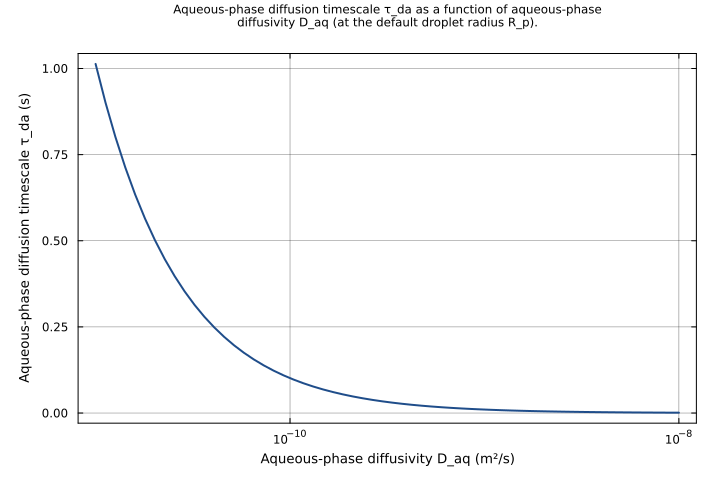 Aqueous-phase diffusion timescale τ_da as a function of aqueous-phase
diffusivity D_aq (at the default droplet radius R_p).
Aqueous-phase diffusion timescale τ_da (s)
1.00
0.75
0.50
0.25
0.00
10⁻¹⁰
10⁻⁸
Aqueous-phase diffusivity D_aq (m²/s)